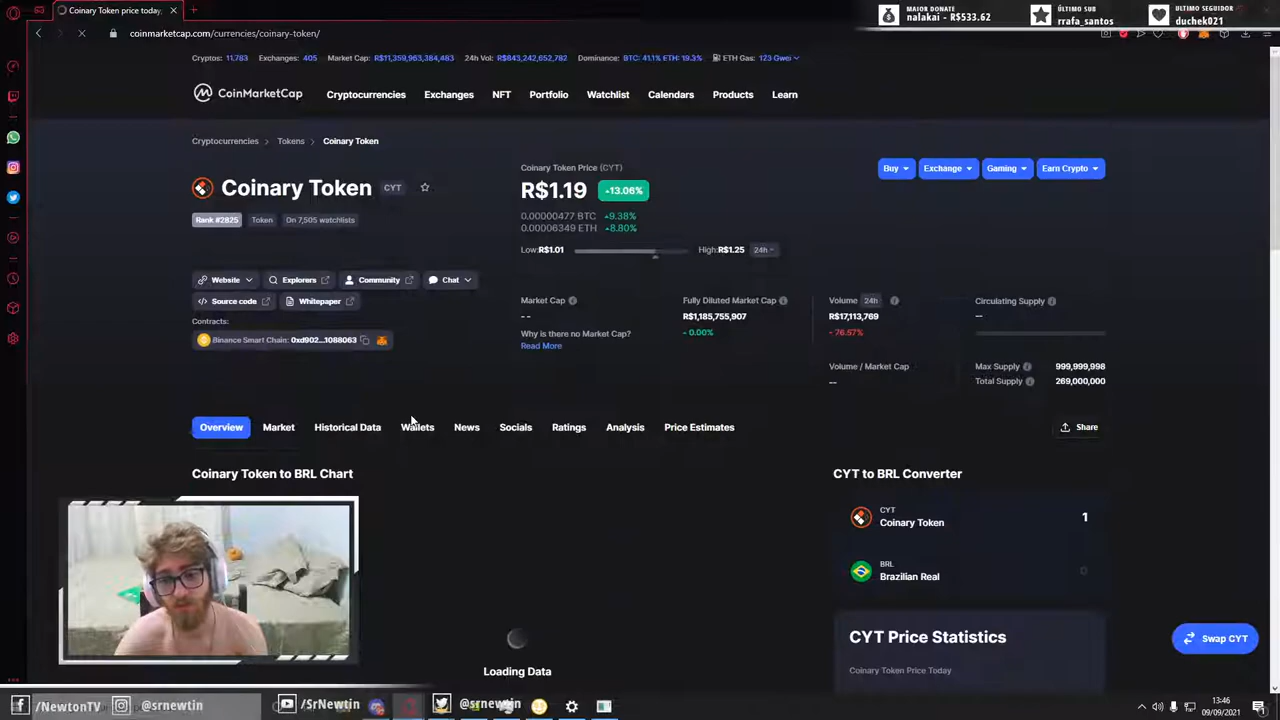 Coinary Token price today,
MAIOR DONATE
nalakai - R$533.62
ÚLTIMO SUB
rrafa_santos
ÚLTIMO SEGUIDOR
duchek021
coinmarketcap.com/currencies/coinary-token/
Cryptos: 11,783 Exchanges: 405 Market Cap: R$11,359,963,384,483 24h Vol: R$843,242,652,782 Dominance: BTC: 41.1% ETH: 19.3% ETH Gas: 123 Gwei
CoinMarketCap Cryptocurrencies Exchanges NFT Portfolio Watchlist Calendars Products Learn
Cryptocurrencies Tokens Coinary Token
Coinary Token CYT
Rank #2825 Token On 7,505 watchlists
Coinary Token Price (CYT)
R$1.19 13.06%
0.00000477 BTC 9.38%
0.00006349 ETH 8.80%
Low:R$1.01 High:R$1.25 24h
Buy Exchange Gaming Earn Crypto
Website Explorers Community Chat
Source code Whitepaper
Contracts:
Binance Smart Chain: 0xd902...1088063
Market Cap
- -
Why is there no Market Cap?
Read More
Fully Diluted Market Cap
R$1,185,755,907
0.00%
Volume 24h
R$17,113,769
76.57%
Volume / Market Cap
--
Circulating Supply
--
Max Supply 999,999,998
Total Supply 269,000,000
Overview Market Historical Data Wallets News Socials Ratings Analysis Price Estimates Share
Coinary Token to BRL Chart
Loading Data
CYT to BRL Converter
CYT
Coinary Token 1
BRL
Brazilian Real 0
CYT Price Statistics
Coinary Token Price Today
Swap CYT
/NewtonTV @srnewtin /SrNewtin @srnewtin
13:46
09/09/2021